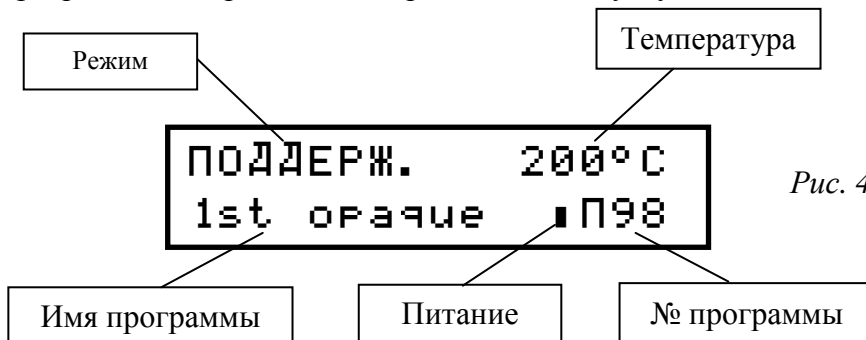 Температура
Режим
ПОДДЕРЖ. 200°C
1st opaque ▮П98
Рис. 4
Имя программы
Питание
№ программы